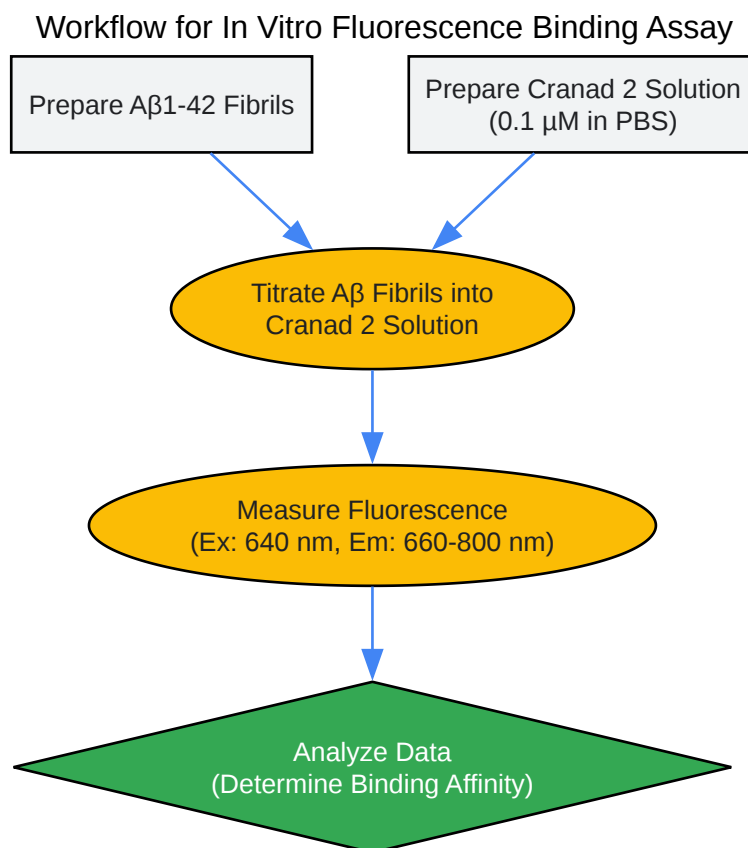 Workflow for In Vitro Fluorescence Binding Assay
Prepare Aβ1-42 Fibrils
Prepare Cranad 2 Solution
(0.1 µM in PBS)
Titrate Aβ Fibrils into
Cranad 2 Solution
Measure Fluorescence
(Ex: 640 nm, Em: 660-800 nm)
Analyze Data
(Determine Binding Affinity)